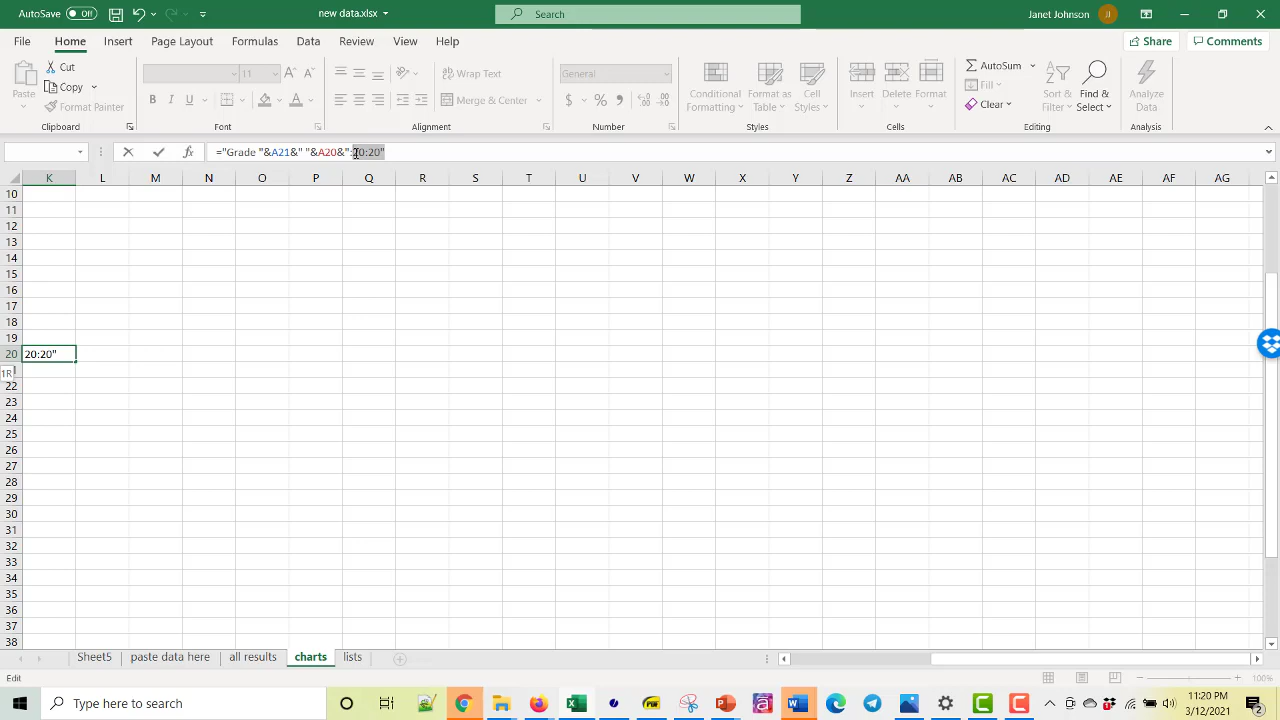 AutoSave Off new data.xlsx Search Janet Johnson JJ
File Home Insert Page Layout Formulas Data Review View Help Share Comments
Paste Cut Copy Format Painter Clipboard
11 A A B I U A Font
ab Wrap Text Merge & Center Alignment
General $ % , Number
Conditional Formatting Format as Table Cell Styles Styles
Insert Delete Format Cells
AutoSum Fill Clear Sort & Filter Find & Select Editing
Analyze Data Analysis
fx ="Grade "&A21&" "&A20&":20:20"
K L M N O P Q R S T U V W X Y Z AA AB AC AD AE AF AG
10
11
12
13
14
15
16
17
18
19
20 20:20"
1R
22
23
24
25
26
27
28
29
30
31
32
33
34
35
36
37
38
Sheet5 paste data here all results charts lists
Edit 100%
Type here to search 11:20 PM
3/12/2021 2